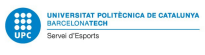 UNIVERSITAT POLITÈCNICA DE CATALUNYA
BARCELONATECH
UPC
Servei d'Esports